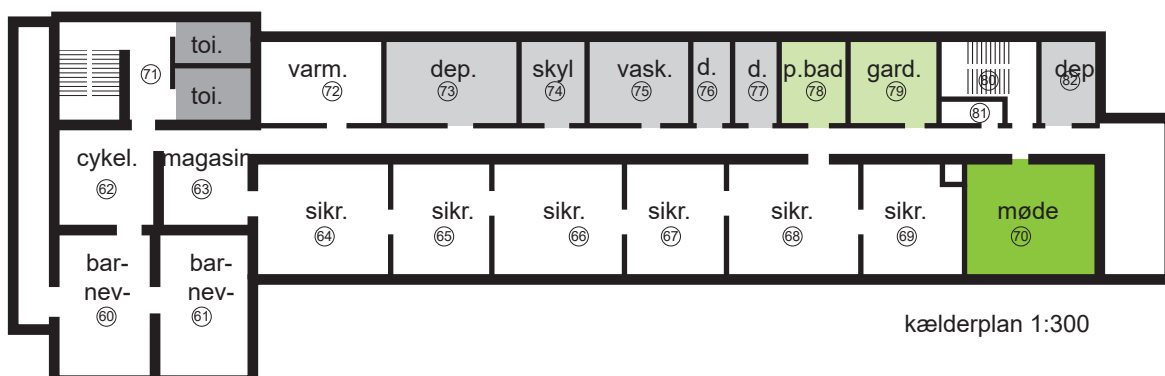 toi.
71
toi.
varm.
72
dep.
73
skyl
74
vask.
75
d.
76
d.
77
p.bad
78
gard.
79
80
81
dep
82
cykel.
62
magasin
63
sikr.
64
sikr.
65
sikr.
66
sikr.
67
sikr.
68
sikr.
69
møde
70
bar-
nev-
60
bar-
nev-
61
kælderplan 1:300